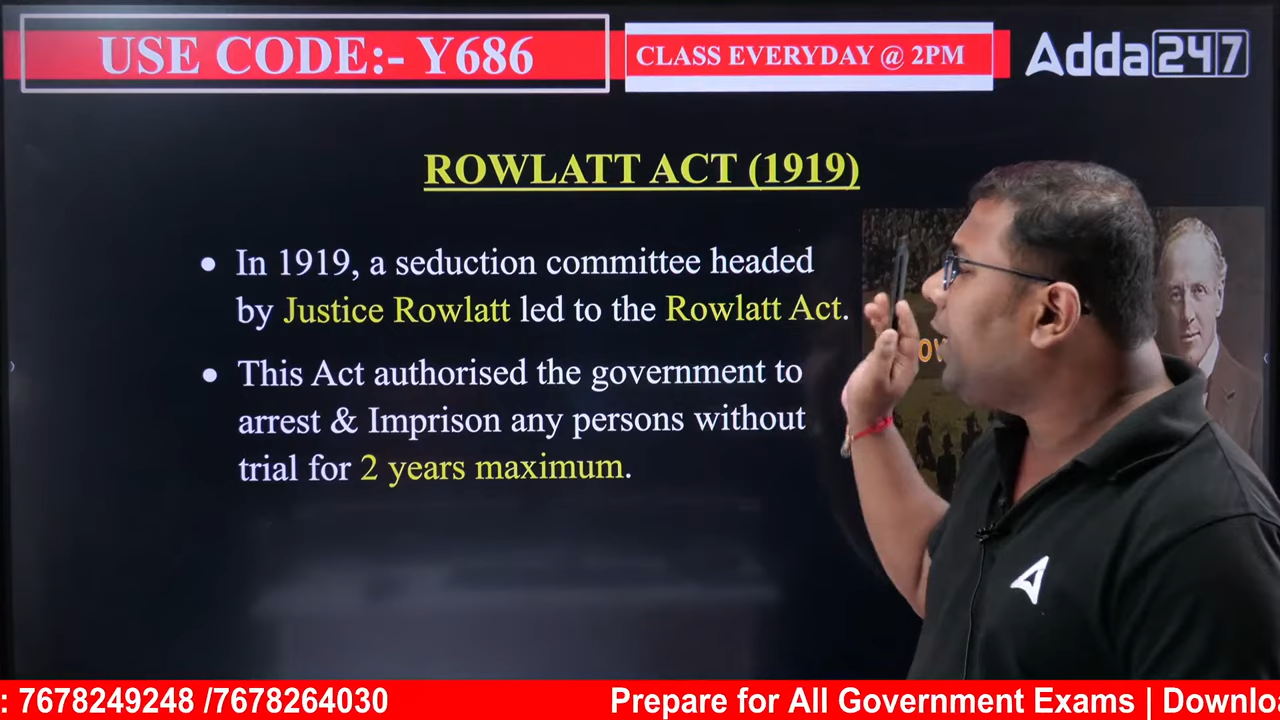 USE CODE:- Y686
CLASS EVERYDAY @ 2PM
Adda247
ROWLATT ACT (1919)
• In 1919, a seduction committee headed
by Justice Rowlatt led to the Rowlatt Act.
• This Act authorised the government to
arrest & Imprison any persons without
trial for 2 years maximum.
: 7678249248 /7678264030
Prepare for All Government Exams | Downlo